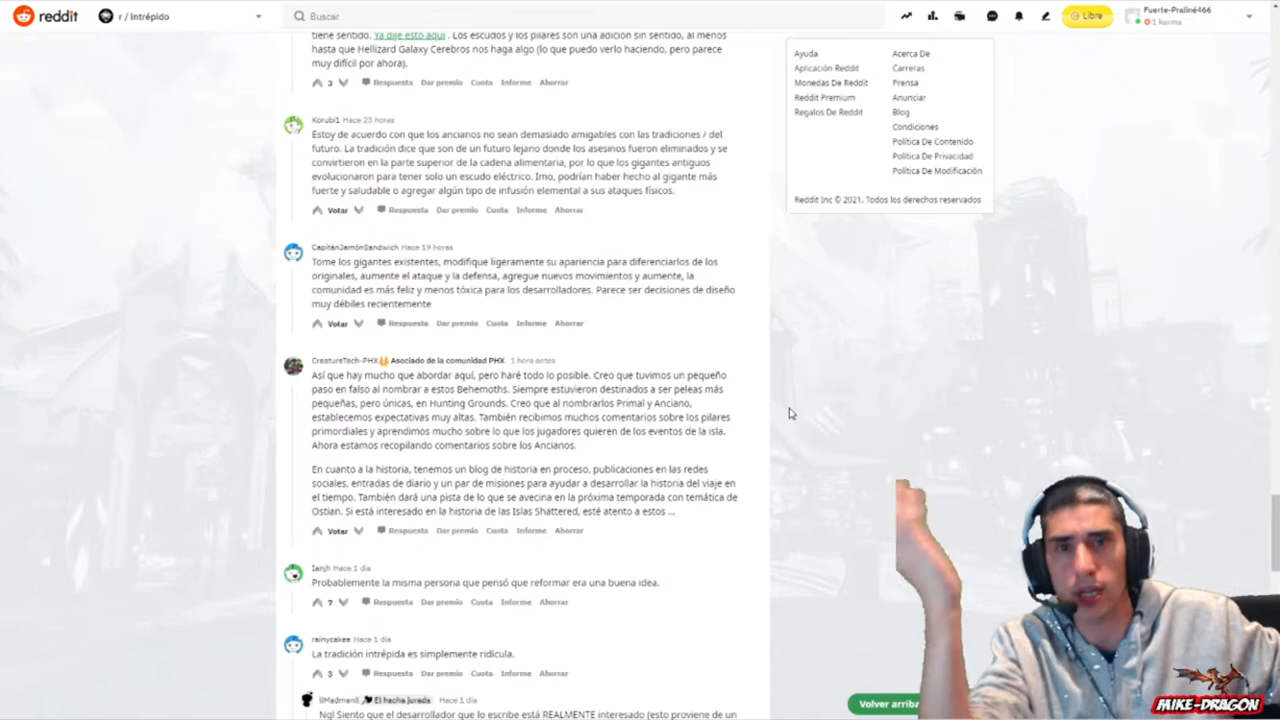 reddit
r / Intrépido
Buscar
Libre
Fuerte-Praliné466
1 karma
tiene sentido. Ya dije esto aquí . Los escudos y los pilares son una adición sin sentido, al menos
hasta que Hellizard Galaxy Cerebros nos haga algo (lo que puedo verlo haciendo, pero parece
muy difícil por ahora).
3 Respuesta Dar premio Cuota Informe Ahorrar
Korubi1 Hace 23 horas
Estoy de acuerdo con que los ancianos no sean demasiado amigables con las tradiciones / del
futuro. La tradición dice que son de un futuro lejano donde los asesinos fueron eliminados y se
convirtieron en la parte superior de la cadena alimentaria, por lo que los gigantes antiguos
evolucionaron para tener solo un escudo eléctrico. Imo, podrían haber hecho al gigante más
fuerte y saludable o agregar algún tipo de infusión elemental a sus ataques físicos.
Votar Respuesta Dar premio Cuota Informe Ahorrar
CapitánJamónSandwich Hace 19 horas
Tome los gigantes existentes, modifique ligeramente su apariencia para diferenciarlos de los
originales, aumente el ataque y la defensa, agregue nuevos movimientos y aumente, la
comunidad es más feliz y menos tóxica para los desarrolladores. Parece ser decisiones de diseño
muy débiles recientemente
Votar Respuesta Dar premio Cuota Informe Ahorrar
CreatureTech-PHX Asociado de la comunidad PHX 1 hora antes
Así que hay mucho que abordar aquí, pero haré todo lo posible. Creo que tuvimos un pequeño
paso en falso al nombrar a estos Behemoths. Siempre estuvieron destinados a ser peleas más
pequeñas, pero únicas, en Hunting Grounds. Creo que al nombrarlos Primal y Anciano,
establecemos expectativas muy altas. También recibimos muchos comentarios sobre los pilares
primordiales y aprendimos mucho sobre lo que los jugadores quieren de los eventos de la isla.
Ahora estamos recopilando comentarios sobre los Ancianos.
En cuanto a la historia, tenemos un blog de historia en proceso, publicaciones en las redes
sociales, entradas de diario y un par de misiones para ayudar a desarrollar la historia del viaje en
el tiempo. También dará una pista de lo que se avecina en la próxima temporada con temática de
Ostian. Si está interesado en la historia de las Islas Shattered, esté atento a estos ...
Votar Respuesta Dar premio Cuota Informe Ahorrar
Ianjh Hace 1 día
Probablemente la misma persona que pensó que reformar era una buena idea.
7 Respuesta Dar premio Cuota Informe Ahorrar
rainycakee Hace 1 día
La tradición intrépida es simplemente ridícula.
3 Respuesta Dar premio Cuota Informe Ahorrar
El hacha jurada Hace 1 día
Ngl Siento que el desarrollador que lo escribe está REALMENTE interesado (esto proviene de un
Ayuda Acerca De
Aplicación Reddit Carreras
Monedas De Reddit Prensa
Reddit Premium Anunciar
Regalos De Reddit Blog
Condiciones
Política De Contenido
Política De Privacidad
Política De Modificación
Reddit Inc © 2021. Todos los derechos reservados
Volver arriba
MIKE-DRAGON